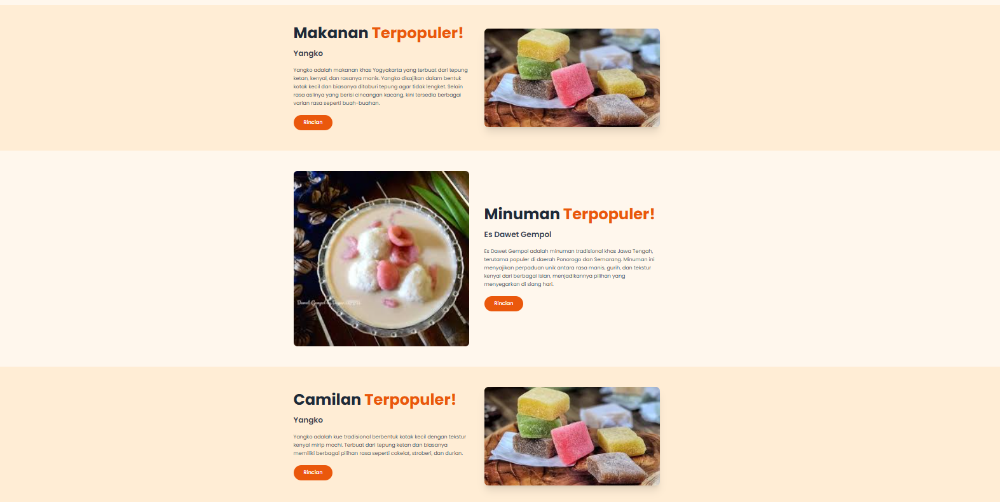 Makanan Terpopuler!
Yangko
Yangko adalah makanan khas Yogyakarta yang terbuat dari tepung
ketan, kenyal, dan rasanya manis. Yangko disajikan dalam bentuk
kotak kecil dan biasanya ditaburi tepung agar tidak lengket. Selain
rasa aslinya yang berisi cincangan kacang, kini tersedia berbagai
varian rasa seperti buah-buahan.
Rincian
Minuman Terpopuler!
Es Dawet Gempol
Es Dawet Gempol adalah minuman tradisional khas Jawa Tengah,
terutama populer di daerah Ponorogo dan Semarang. Minuman ini
menyajikan perpaduan unik antara rasa manis, gurih, dan tekstur
kenyal dari berbagai isian, menjadikannya pilihan yang
menyegarkan di siang hari.
Rincian
Camilan Terpopuler!
Yangko
Yangko adalah kue tradisional berbentuk kotak kecil dengan tekstur
kenyal mirip mochi. Terbuat dari tepung ketan dan biasanya
memiliki berbagai pilihan rasa seperti cokelat, stroberi, dan durian.
Rincian